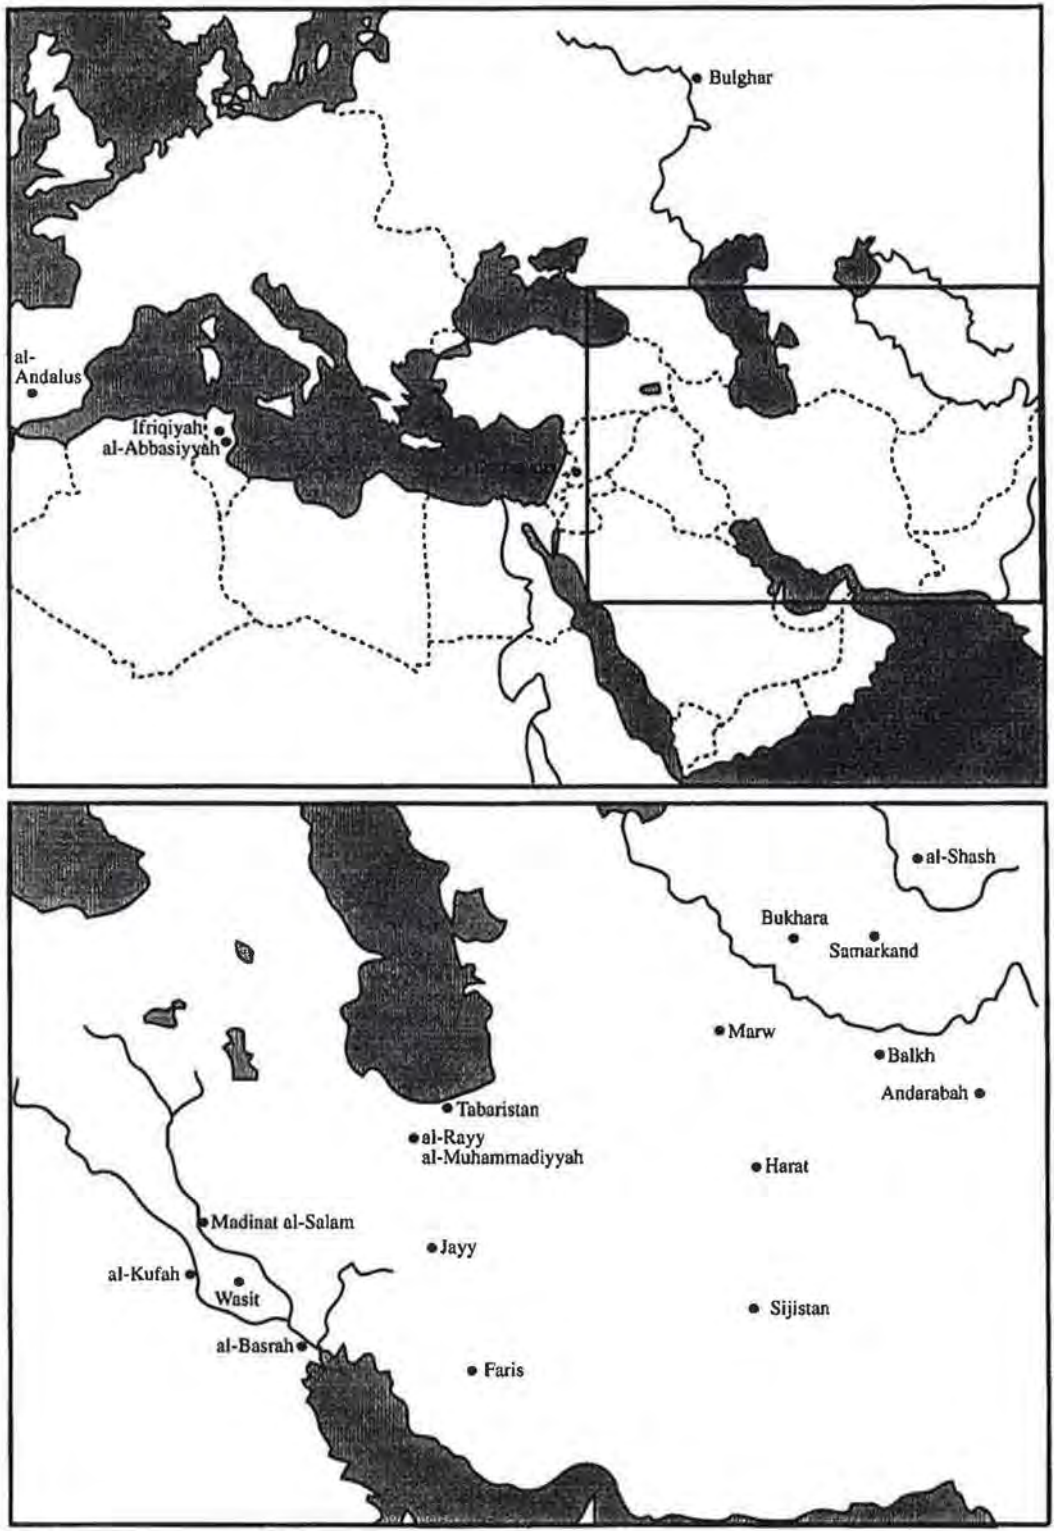 Bulghar
al-
Andalus
Ifriqiyah
al-Abbasiyyah
al-Shash
Bukhara
Samarkand
Marw
Balkh
Andarabah
Tabaristan
al-Rayy
al-Muhammadiyyah
Harat
Madinat al-Salam
Jayy
al-Kufah
Wasit
Sijistan
al-Basrah
Faris